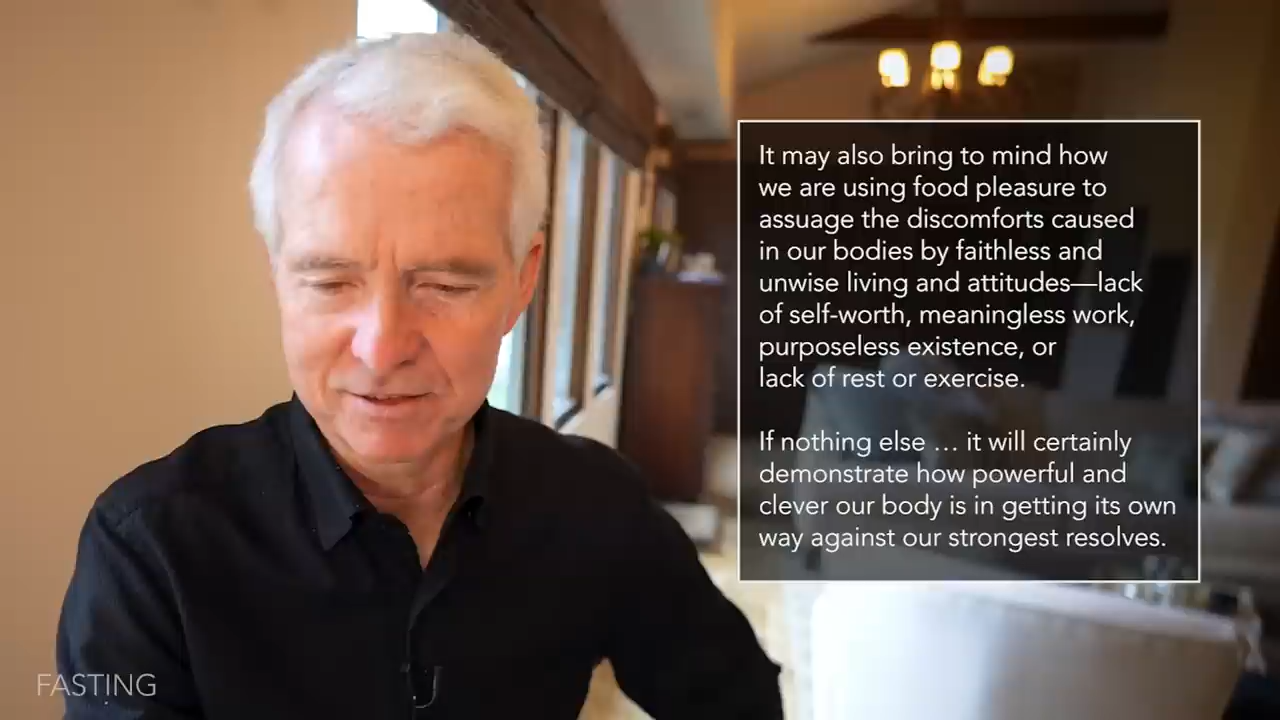 It may also bring to mind how
we are using food pleasure to
assuage the discomforts caused
in our bodies by faithless and
unwise living and attitudes—lack
of self-worth, meaningless work,
purposeless existence, or
lack of rest or exercise.
If nothing else … it will certainly
demonstrate how powerful and
clever our body is in getting its own
way against our strongest resolves.
FASTING